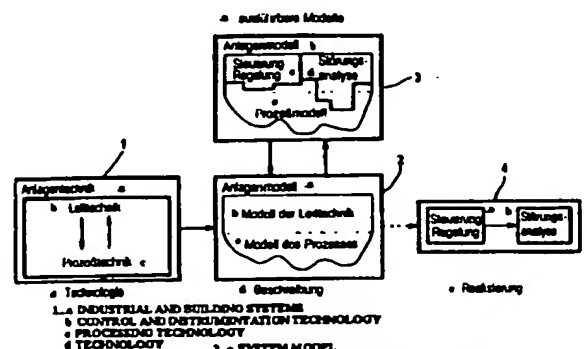 a ausführbare Modelle
Anlagenmodell b
Steuerung Regelung c
d Störungs-analyse
e Prozeßmodell
3
1
Anlagentechnik a
b Leittechnik
Prozeßtechnik c
d Technologie
2
Anlagenmodell a
b Modell der Leittechnik
c Modell des Prozesses
d Beschreibung
4
Steuerung Regelung a
b Störungs-analyse
c Realisierung
1..a INDUSTRIAL AND BUILDING SYSTEMS
b CONTROL AND INSTRUMENTATION TECHNOLOGY
c PROCESSING TECHNOLOGY
d TECHNOLOGY
2..a SYSTEM MODEL